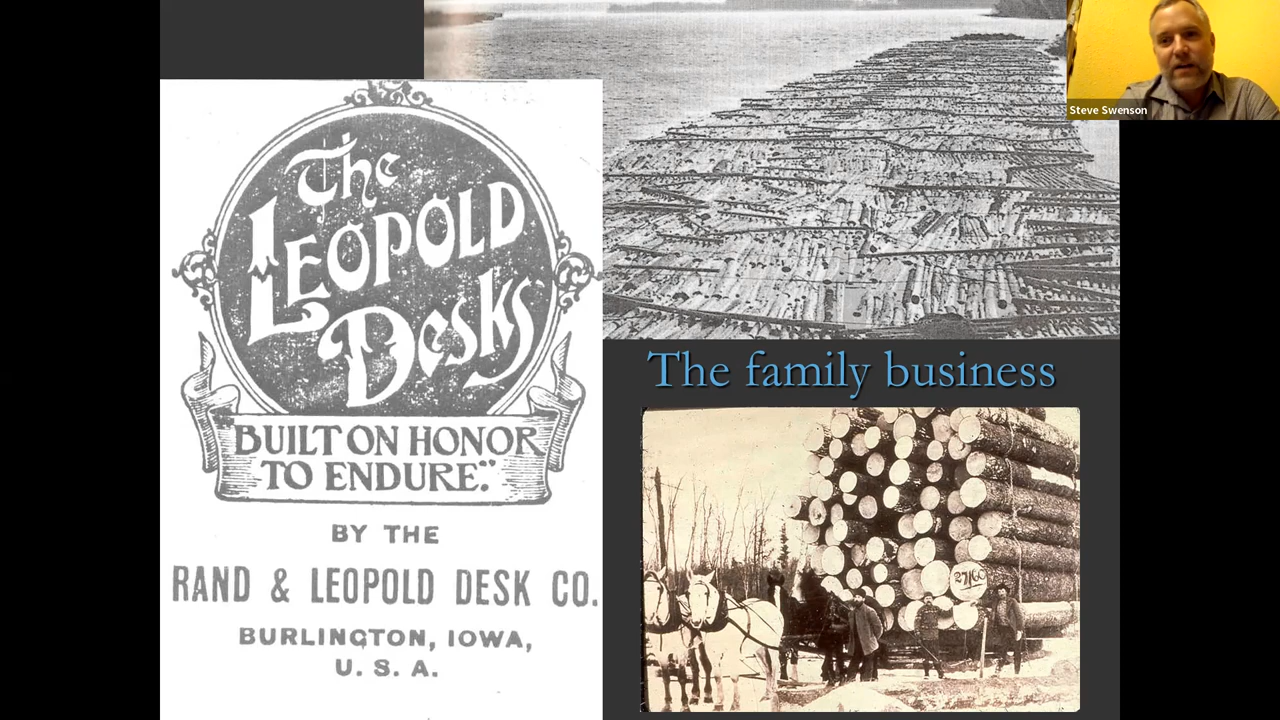 The
LEOPOLD
Desks
BUILT ON HONOR
TO ENDURE."
BY THE
RAND & LEOPOLD DESK CO.
BURLINGTON, IOWA,
U. S. A.
Steve Swenson
The family business
27160